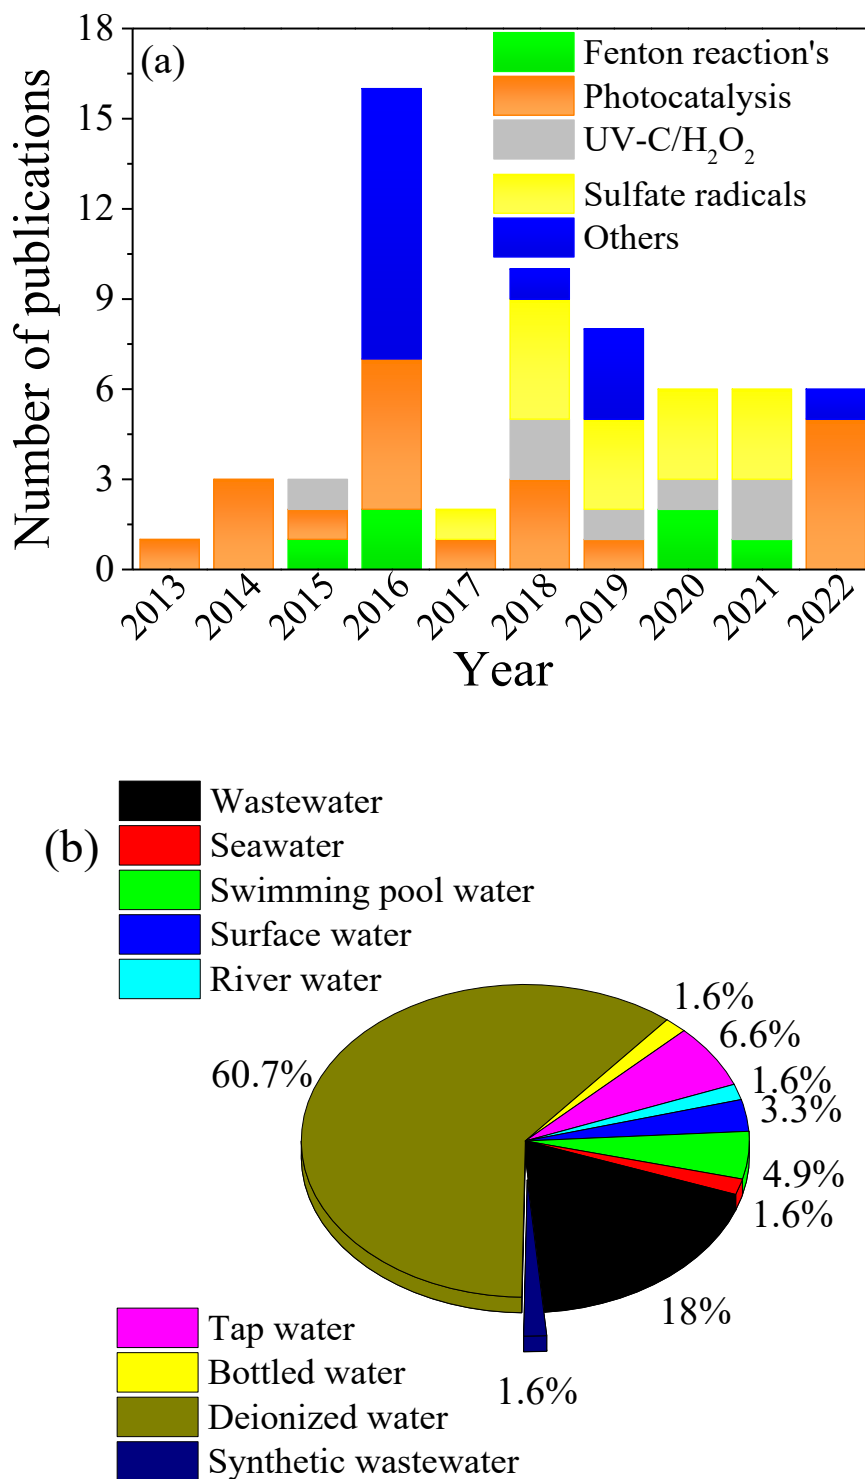 (a)
Fenton reaction's
Photocatalysis
UV-C/H₂O₂
Sulfate radicals
Others
Number of publications
18
15
12
9
6
3
0
2013
2014
2015
2016
2017
2018
2019
2020
2021
2022
Year
(b)
Wastewater
Seawater
Swimming pool water
Surface water
River water
1.6%
6.6%
60.7%
1.6%
3.3%
4.9%
1.6%
18%
1.6%
Tap water
Bottled water
Deionized water
Synthetic wastewater